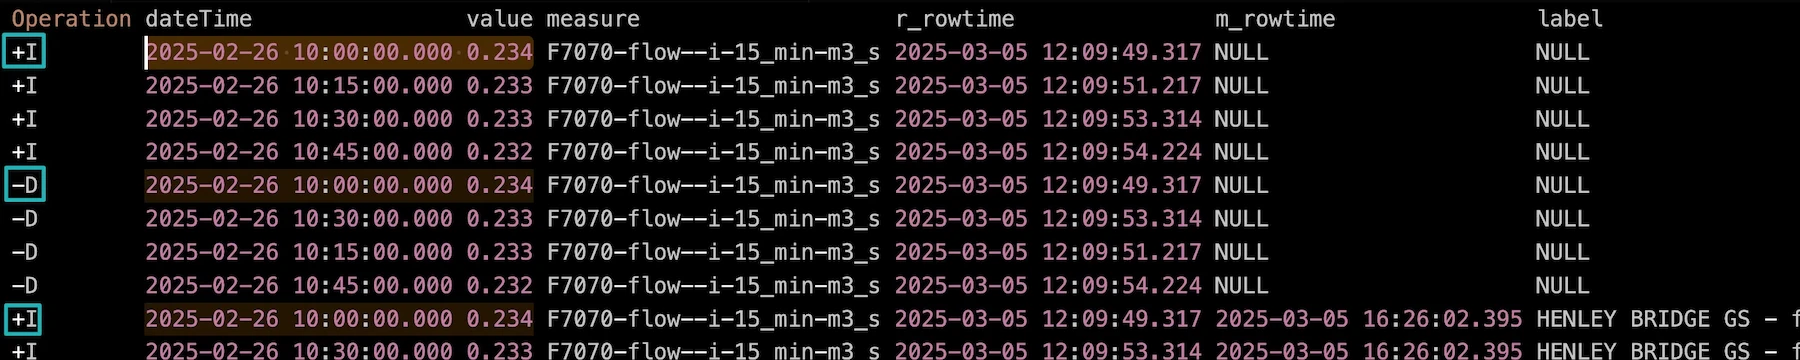 Operation dateTime value measure r_rowtime m_rowtime label
+I 2025-02-26 10:00:00.000 0.234 F7070-flow--i-15_min-m3_s 2025-03-05 12:09:49.317 NULL NULL
+I 2025-02-26 10:15:00.000 0.233 F7070-flow--i-15_min-m3_s 2025-03-05 12:09:51.217 NULL NULL
+I 2025-02-26 10:30:00.000 0.233 F7070-flow--i-15_min-m3_s 2025-03-05 12:09:53.314 NULL NULL
+I 2025-02-26 10:45:00.000 0.232 F7070-flow--i-15_min-m3_s 2025-03-05 12:09:54.224 NULL NULL
-D 2025-02-26 10:00:00.000 0.234 F7070-flow--i-15_min-m3_s 2025-03-05 12:09:49.317 NULL NULL
-D 2025-02-26 10:30:00.000 0.233 F7070-flow--i-15_min-m3_s 2025-03-05 12:09:53.314 NULL NULL
-D 2025-02-26 10:15:00.000 0.233 F7070-flow--i-15_min-m3_s 2025-03-05 12:09:51.217 NULL NULL
-D 2025-02-26 10:45:00.000 0.232 F7070-flow--i-15_min-m3_s 2025-03-05 12:09:54.224 NULL NULL
+I 2025-02-26 10:00:00.000 0.234 F7070-flow--i-15_min-m3_s 2025-03-05 12:09:49.317 2025-03-05 16:26:02.395 HENLEY BRIDGE GS -
+I 2025-02-26 10:30:00.000 0.233 F7070-flow--i-15_min-m3_s 2025-03-05 12:09:53.314 2025-03-05 16:26:02.395 HENLEY BRIDGE GS -